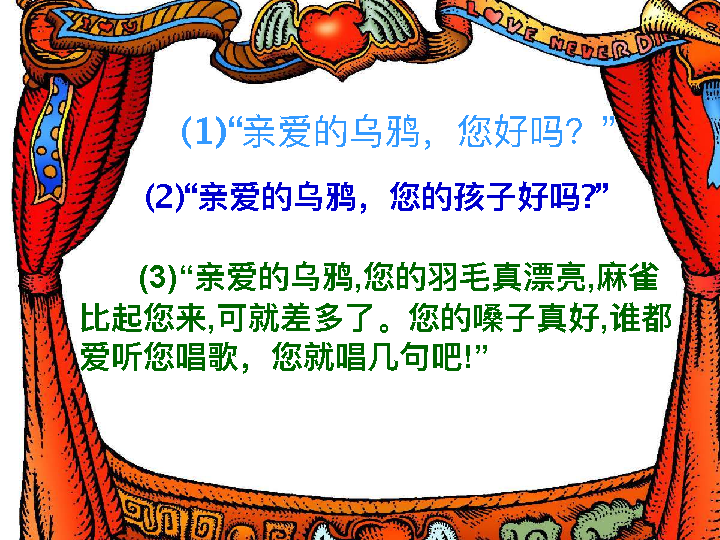 LOVE NEVER D
(1)“亲爱的乌鸦，您好吗？”
(2)“亲爱的乌鸦，您的孩子好吗?”
(3)“亲爱的乌鸦,您的羽毛真漂亮,麻雀
比起您来,可就差多了。您的嗓子真好,谁都
爱听您唱歌，您就唱几句吧!”